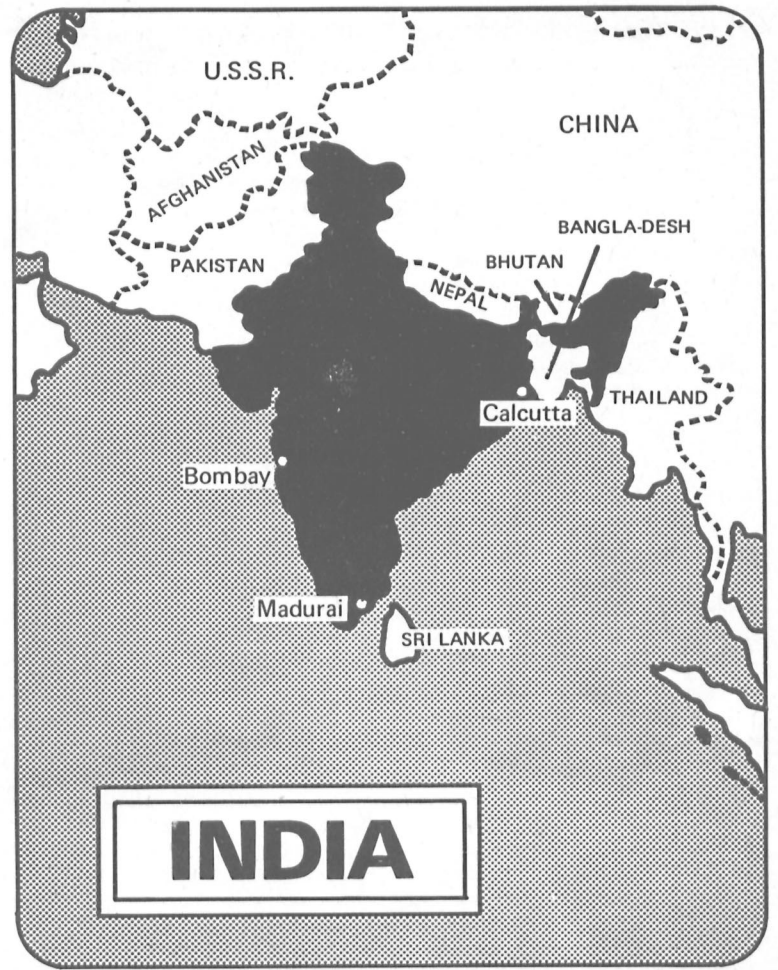 U.S.S.R.
CHINA
AFGHANISTAN
BANGLA-DESH
PAKISTAN
BHUTAN
NEPAL
THAILAND
Calcutta
Bombay
Madurai
SRI LANKA
INDIA